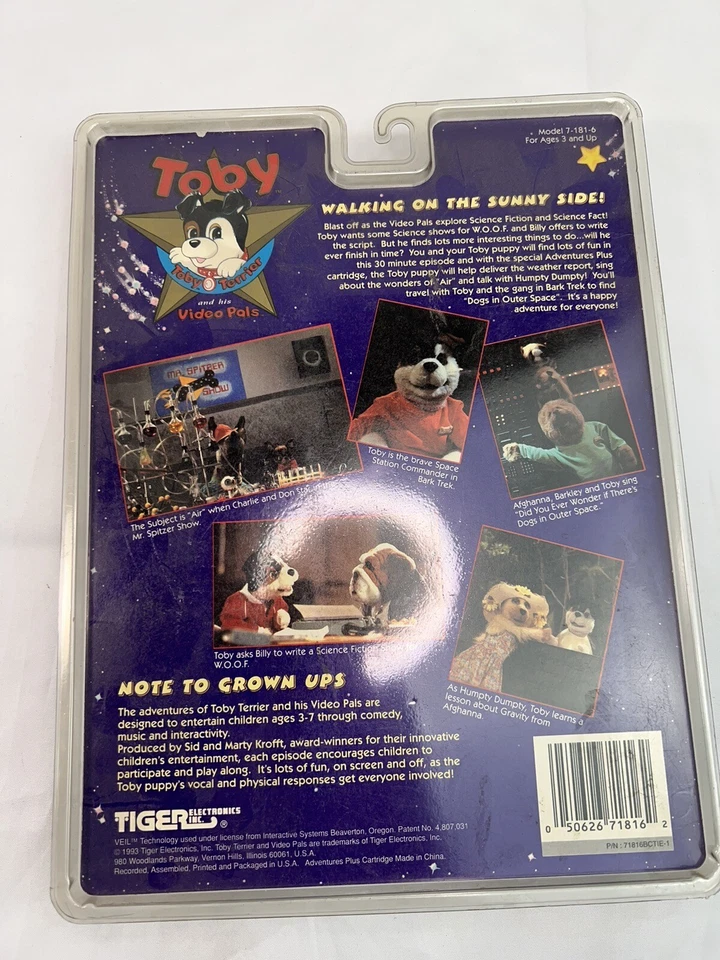 Model 7-181-6
For Ages 3 and Up
Toby
Toby Terrier
and his
Video Pals
WALKING ON THE SUNNY SIDE!
Blast off as the Video Pals explore Science Fiction and Science Fact!
Toby wants some Science shows for W.O.O.F. and Billy offers to write
the script. But he finds lots more interesting things to do...will he
ever finish in time? You and your Toby puppy will find lots of fun in
this 30 minute episode and with the special Adventures Plus
cartridge, the Toby puppy will help deliver the weather report, sing
about the wonders of "Air" and talk with Humpty Dumpty! You'll
travel with Toby and the gang in Bark Trek to find
"Dogs in Outer Space". It's a happy
adventure for everyone!
MR. SPITZER
SHOW
The Subject is "Air" when Charlie and Don
Mr. Spitzer Show.
Toby is the brave Space
Station Commander in
Bark Trek.
Afghanna, Barkley and Toby sing
"Did You Ever Wonder if There's
Dogs in Outer Space."
Toby asks Billy to write a Science Fiction
W.O.O.F.
As Humpty Dumpty, Toby learns a
lesson about Gravity from
Afghanna.
NOTE TO GROWN UPS
The adventures of Toby Terrier and his Video Pals are
designed to entertain children ages 3-7 through comedy,
music and interactivity.
Produced by Sid and Marty Krofft, award-winners for their innovative
children's entertainment, each episode encourages children to
participate and play along. It's lots of fun, on screen and off, as the
Toby puppy's vocal and physical responses get everyone involved!
TIGER ELECTRONICS INC. ®
VEIL™ Technology used under license from Interactive Systems Beaverton, Oregon. Patent No. 4,807,031
© 1993 Tiger Electronics, Inc. Toby Terrier and Video Pals are trademarks of Tiger Electronics, Inc.
980 Woodlands Parkway, Vernon Hills, Illinois 60061, U.S.A.
Recorded, Assembled, Printed and Packaged in U.S.A. Adventures Plus Cartridge Made in China.
0 50626 71816 2
P/N : 71816BCTIE-1